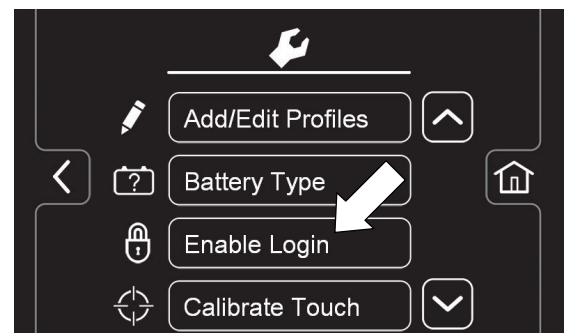 Add/Edit Profiles
Battery Type
Enable Login
Calibrate Touch